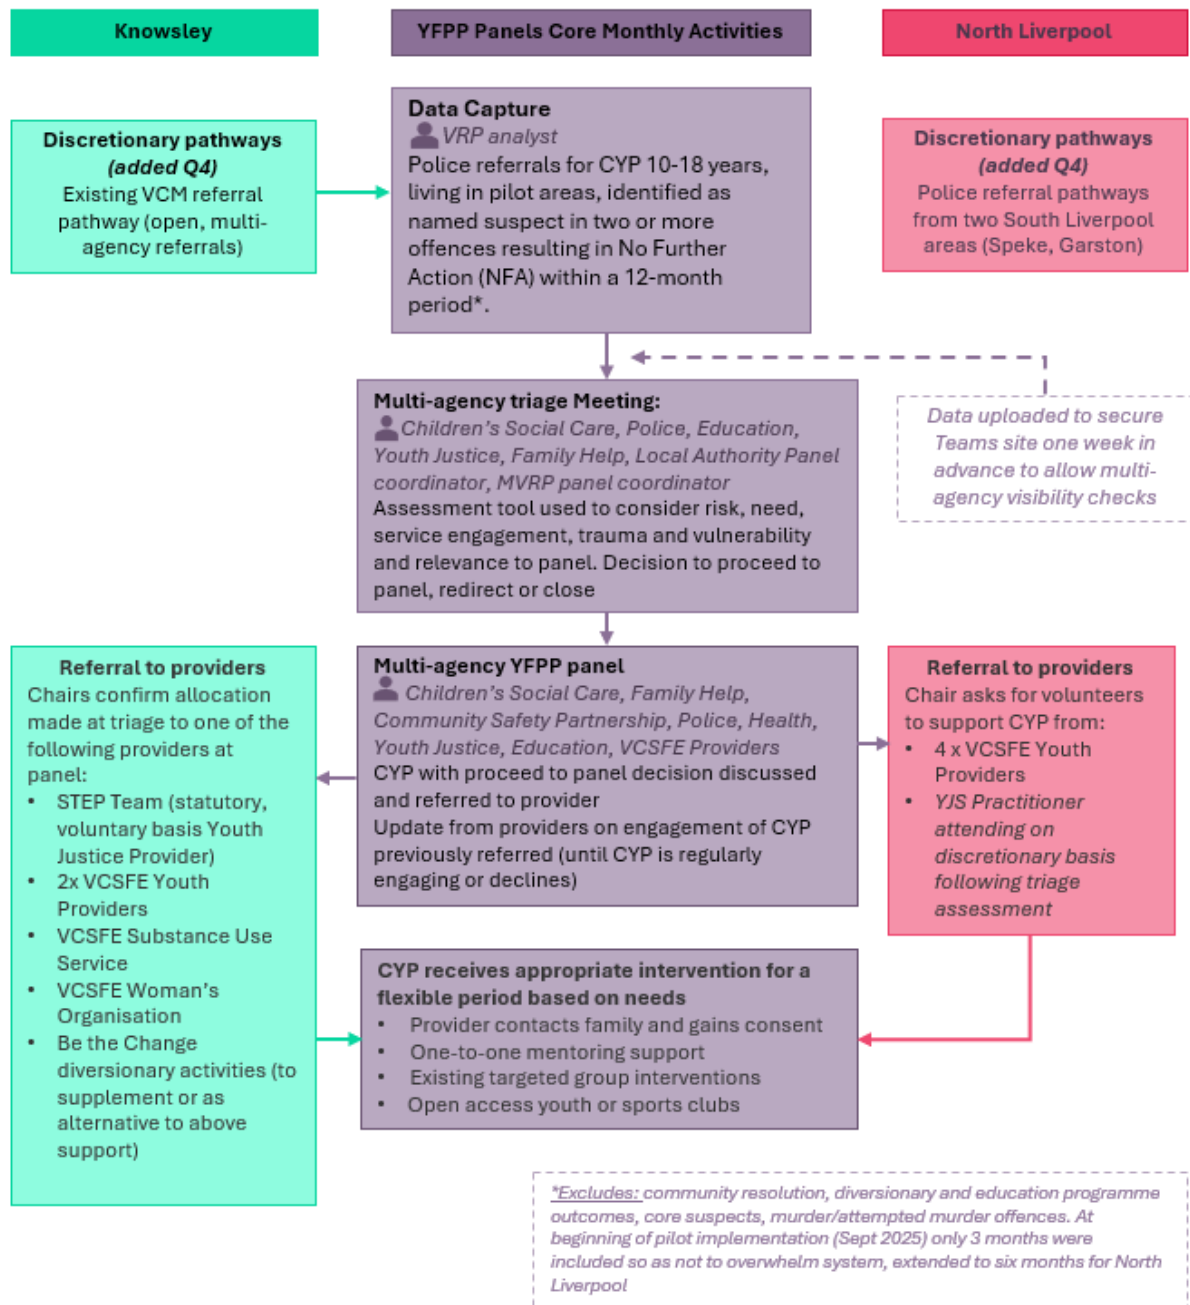 Knowsley
YFPP Panels Core Monthly Activities
North Liverpool
Discretionary pathways
(added Q4)
Existing VCM referral
pathway (open, multi-
agency referrals)
Data Capture
VRP analyst
Police referrals for CYP 10-18 years,
living in pilot areas, identified as
named suspect in two or more
offences resulting in No Further
Action (NFA) within a 12-month
period*.
Discretionary pathways
(added Q4)
Police referral pathways
from two South Liverpool
areas (Speke, Garston)
Data uploaded to secure
Teams site one week in
advance to allow multi-
agency visibility checks
Multi-agency triage Meeting:
Children's Social Care, Police, Education,
Youth Justice, Family Help, Local Authority Panel
coordinator, MVRP panel coordinator
Assessment tool used to consider risk, need,
service engagement, trauma and vulnerability
and relevance to panel. Decision to proceed to
panel, redirect or close
Referral to providers
Chairs confirm allocation
made at triage to one of the
following providers at
panel:
• STEP Team (statutory,
voluntary basis Youth
Justice Provider)
• 2x VCSFE Youth
Providers
• VCSFE Substance Use
Service
• VCSFE Woman's
Organisation
• Be the Change
diversionary activities (to
supplement or as
alternative to above
support)
Multi-agency YFPP panel
Children's Social Care, Family Help,
Community Safety Partnership, Police, Health,
Youth Justice, Education, VCSFE Providers
CYP with proceed to panel decision discussed
and referred to provider
Update from providers on engagement of CYP
previously referred (until CYP is regularly
engaging or declines)
Referral to providers
Chair asks for volunteers
to support CYP from:
• 4 x VCSFE Youth
Providers
• YJS Practitioner
attending on
discretionary basis
following triage
assessment
CYP receives appropriate intervention for a
flexible period based on needs
• Provider contacts family and gains consent
• One-to-one mentoring support
• Existing targeted group interventions
• Open access youth or sports clubs
*Excludes: community resolution, diversionary and education programme
outcomes, core suspects, murder/attempted murder offences. At
beginning of pilot implementation (Sept 2025) only 3 months were
included so as not to overwhelm system, extended to six months for North
Liverpool